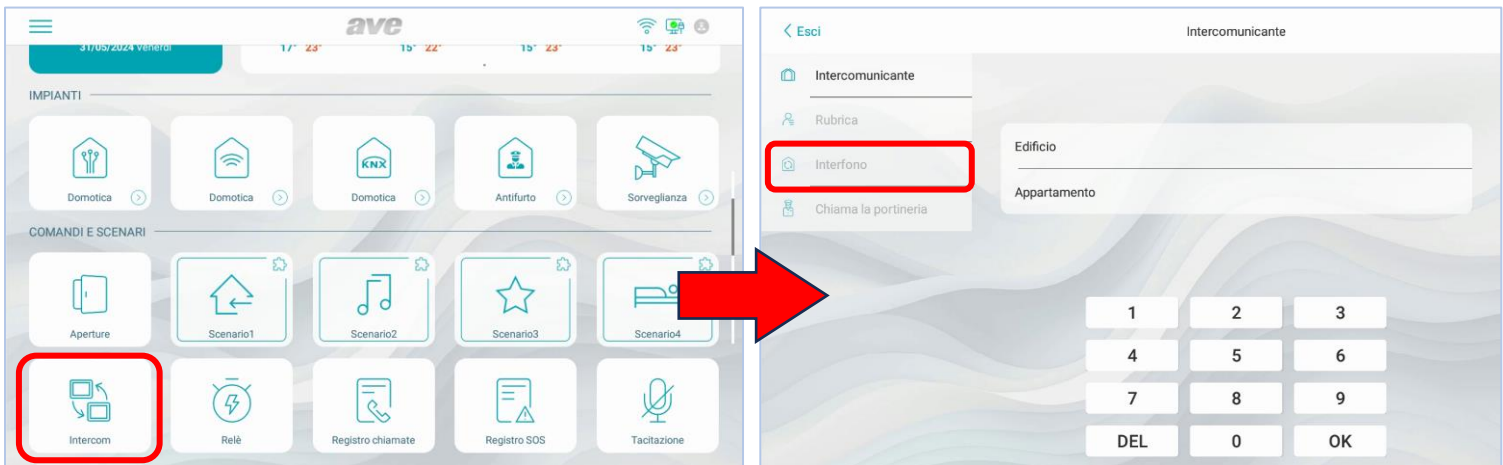 ave
31/05/2024 venerdì
17° 23°
15° 22°
15° 23°
15° 23°
IMPIANTI
Domotica
Domotica
KNX
Domotica
Antifurto
Sorveglianza
COMANDI E SCENARI
Aperture
Scenario1
Scenario2
Scenario3
Scenario4
Intercom
Relè
Registro chiamate
Registro SOS
Tacitazione
Esci
Intercomunicante
Intercomunicante
Rubrica
Interfono
Chiama la portineria
Edificio
Appartamento
1 2 3
4 5 6
7 8 9
DEL 0 OK